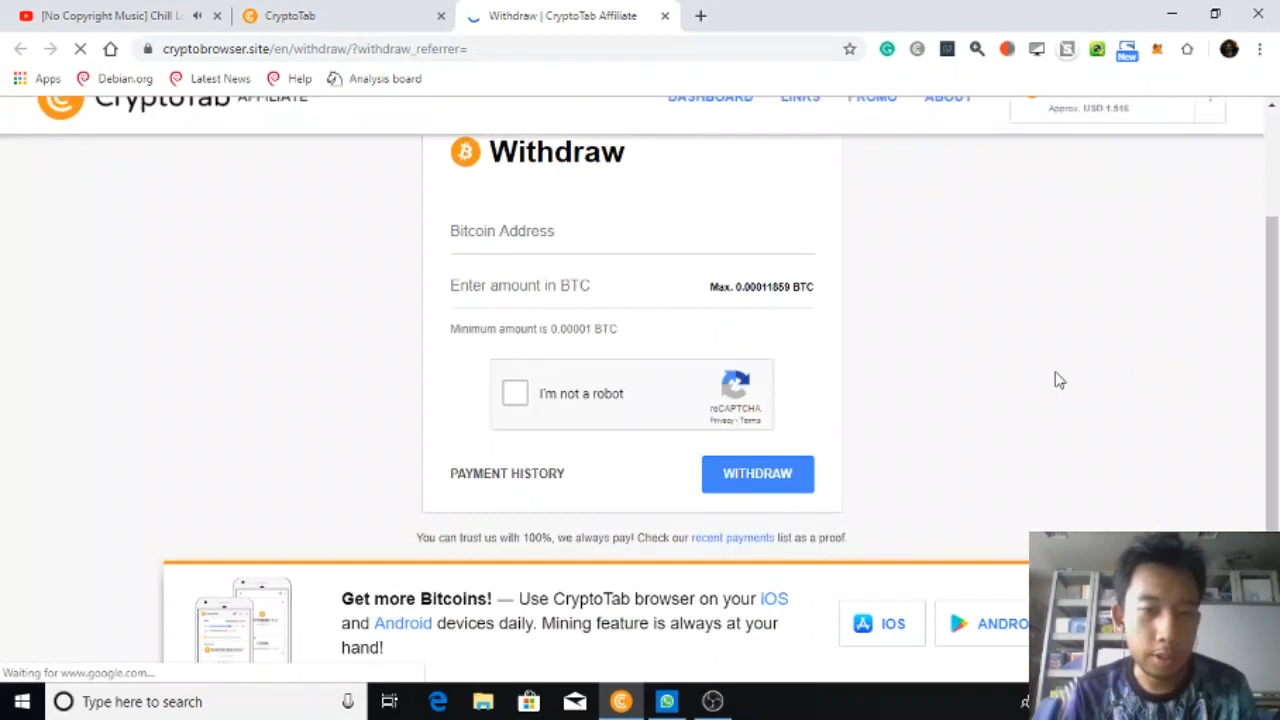 [No Copyright Music] Chill L
CryptoTab
Withdraw | CryptoTab Affiliate
cryptobrowser.site/en/withdraw/?withdraw_referrer=
New
Apps
Debian.org
Latest News
Help
Analysis board
CryptoTab AFFILIATE
DASHBOARD
LINKS
PROMO
ABOUT
Approx. USD 1.516
Withdraw
Bitcoin Address
Enter amount in BTC
Max. 0.00011859 BTC
Minimum amount is 0.00001 BTC
I'm not a robot
reCAPTCHA
Privacy - Terms
PAYMENT HISTORY
WITHDRAW
You can trust us with 100%, we always pay! Check our recent payments list as a proof.
Get more Bitcoins! — Use CryptoTab browser on your iOS
and Android devices daily. Mining feature is always at your
hand!
iOS
ANDRO
Waiting for www.google.com...
Type here to search